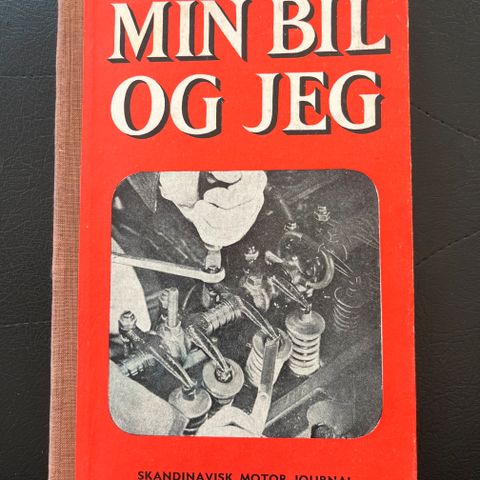 MIN BIL
OG JEG
SKANDINAVISK MOTOR JOURNAL